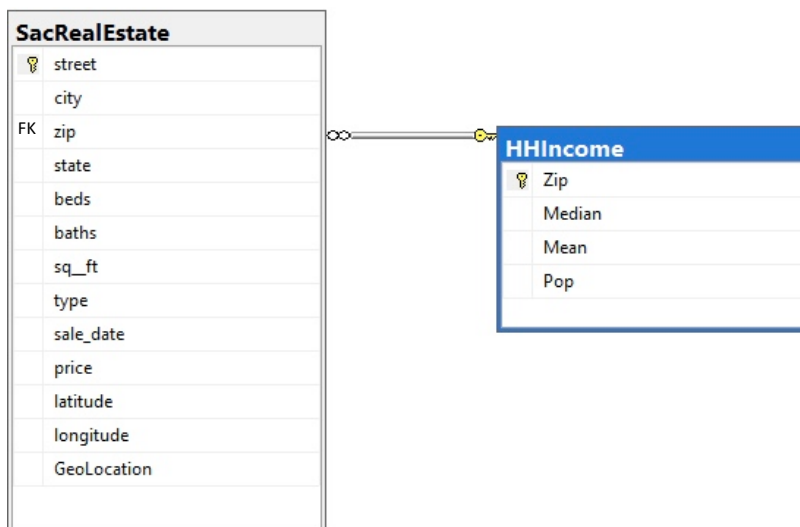 SacRealEstate
street
city
FK zip
state
beds
baths
sq__ft
type
sale_date
price
latitude
longitude
GeoLocation
HHIncome
Zip
Median
Mean
Pop